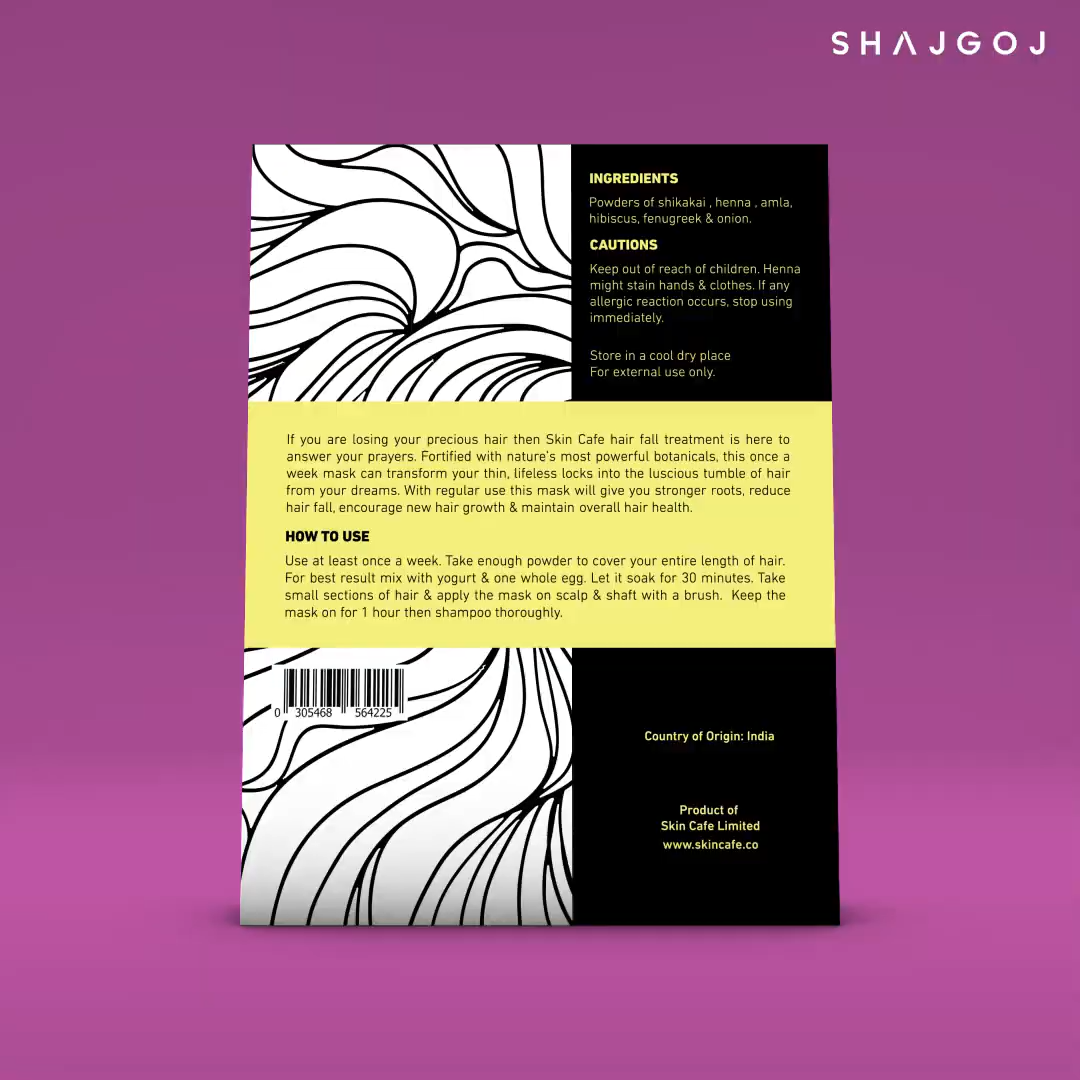 SHAJGOJ
INGREDIENTS
Powders of shikakai , henna , amla,
hibiscus, fenugreek & onion.
CAUTIONS
Keep out of reach of children. Henna
might stain hands & clothes. If any
allergic reaction occurs, stop using
immediately.
Store in a cool dry place
For external use only.
If you are losing your precious hair then Skin Cafe hair fall treatment is here to
answer your prayers. Fortified with nature's most powerful botanicals, this once a
week mask can transform your thin, lifeless locks into the luscious tumble of hair
from your dreams. With regular use this mask will give you stronger roots, reduce
hair fall, encourage new hair growth & maintain overall hair health.
HOW TO USE
Use at least once a week. Take enough powder to cover your entire length of hair.
For best result mix with yogurt & one whole egg. Let it soak for 30 minutes. Take
small sections of hair & apply the mask on scalp & shaft with a brush. Keep the
mask on for 1 hour then shampoo thoroughly.
0 305468 564225
Country of Origin: India
Product of
Skin Cafe Limited
www.skincafe.co